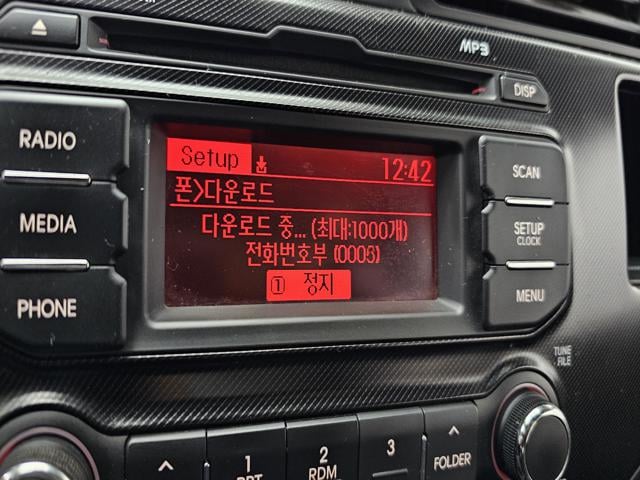 MP3
DISP
RADIO
MEDIA
PHONE
Setup 12:42
폰>다운로드
다운로드 중... (최대:1000개)
전화번호부 (0006)
1 정지
SCAN
SETUP
CLOCK
MENU
TUNE
FILE
1
2
RDM
3
FOLDER